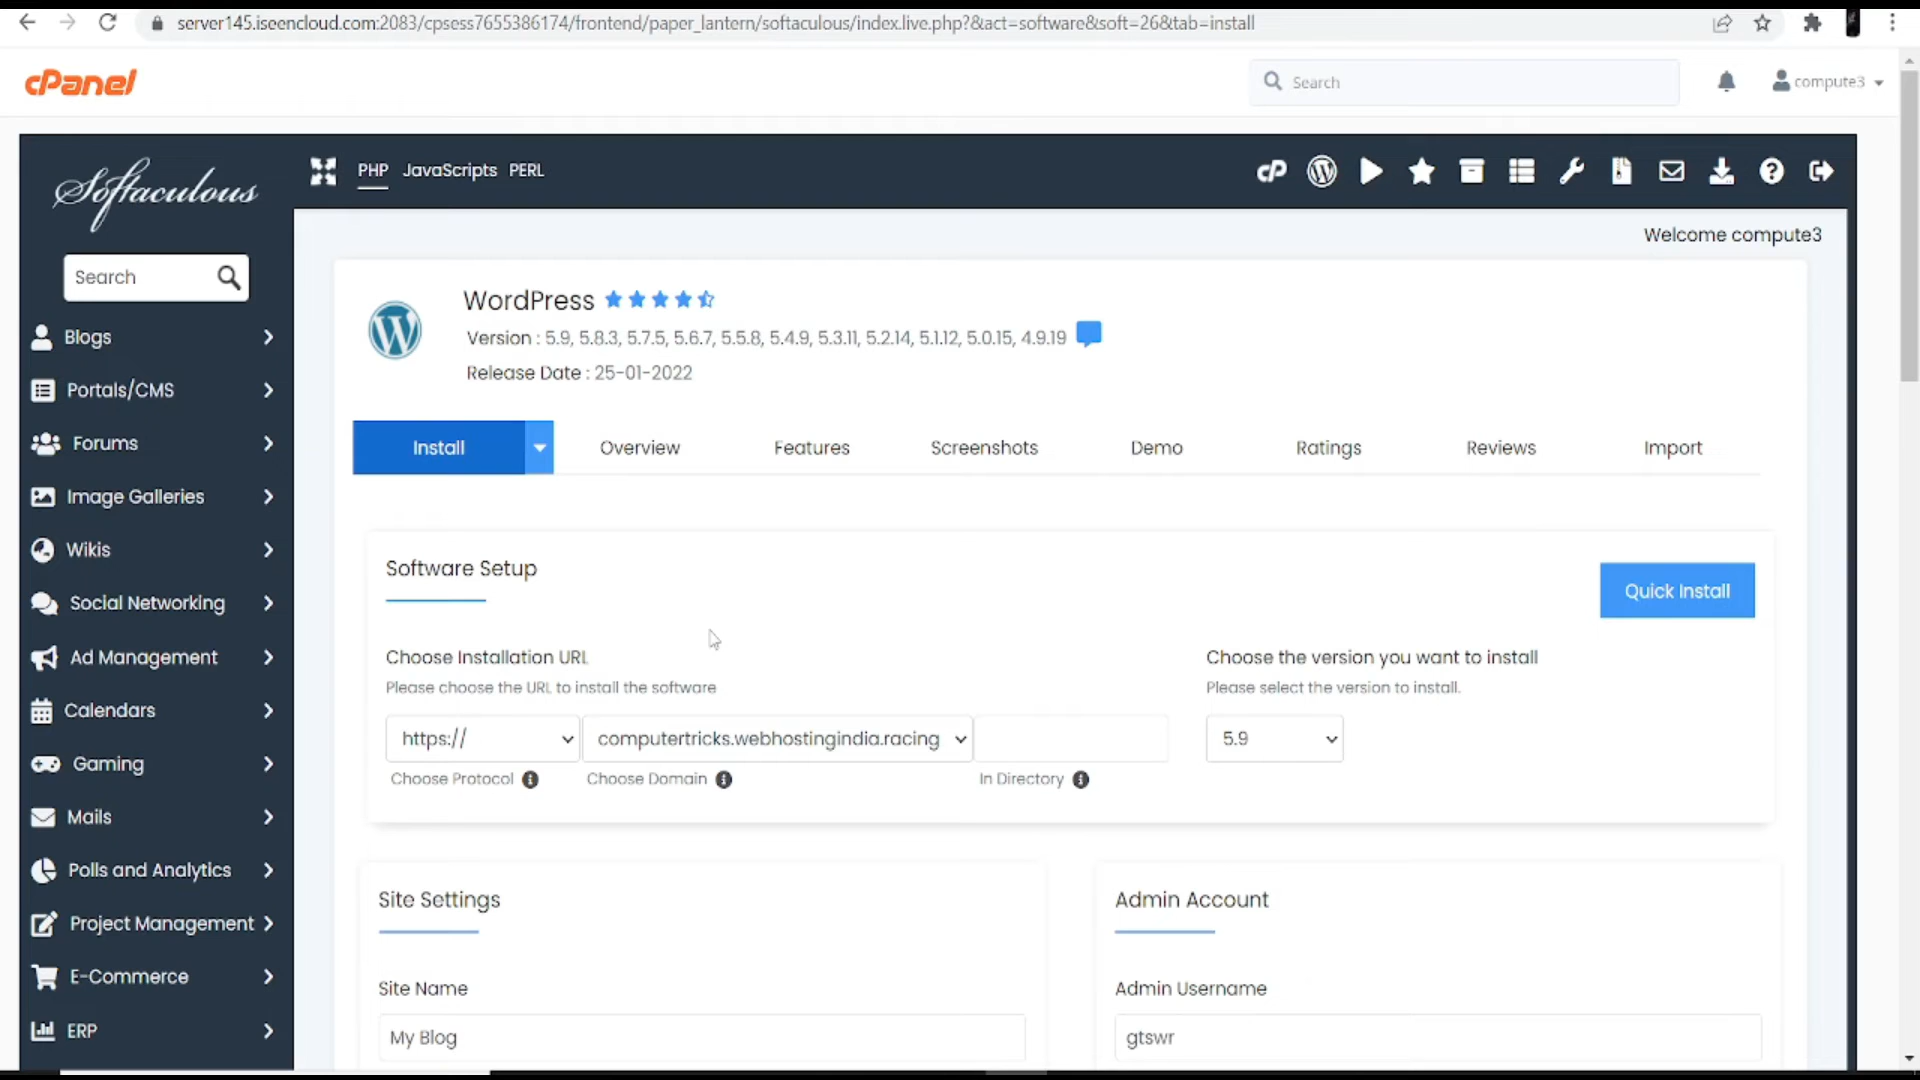 server145.iseencloud.com:2083/cpsess7655386174/frontend/paper_lantern/softaculous/index.live.php?&act=software&soft=26&tab=install
cPanel
Search
compute3
Softaculous
PHP JavaScripts PERL
cP
Welcome compute3
Search
Blogs
Portals/CMS
Forums
Image Galleries
Wikis
Social Networking
Ad Management
Calendars
Gaming
Mails
Polls and Analytics
Project Management
E-Commerce
ERP
WordPress
Version : 5.9, 5.8.3, 5.7.5, 5.6.7, 5.5.8, 5.4.9, 5.3.11, 5.2.14, 5.1.12, 5.0.15, 4.9.19
Release Date : 25-01-2022
Install Overview Features Screenshots Demo Ratings Reviews Import
Software Setup
Quick Install
Choose Installation URL
Please choose the URL to install the software
https:// computertricks.webhostingindia.racing
Choose Protocol Choose Domain In Directory
Choose the version you want to install
Please select the version to install.
5.9
Site Settings
Site Name
My Blog
Admin Account
Admin Username
gtswr